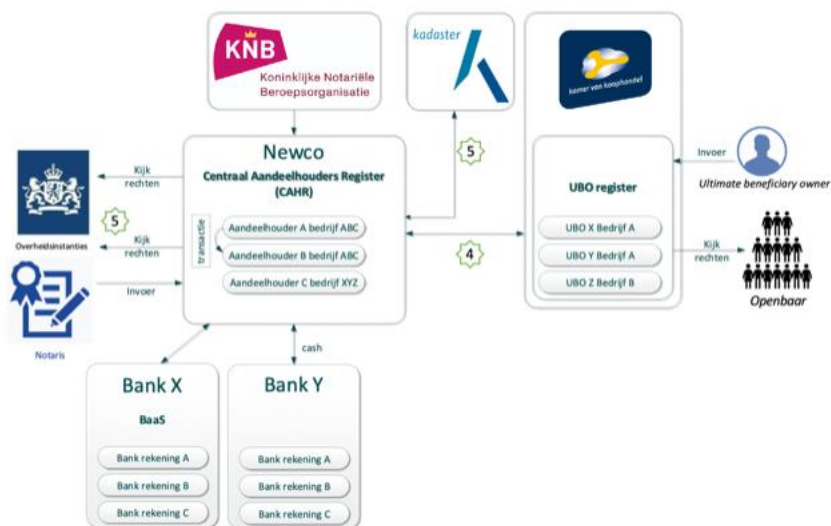 KNB
Koninklijke Notariële
Beroepsorganisatie
kadaster
kamer van koophandel
Newco
Centraal Aandeelhouders Register
(CAHR)
transactie
Aandeelhouder A bedrijf ABC
Aandeelhouder B bedrijf ABC
Aandeelhouder C bedrijf XYZ
Kijk
rechten
Overheidsinstanties
5
Kijk
rechten
Invoer
Notaris
5
4
UBO register
UBO X Bedrijf A
UBO Y Bedrijf A
UBO Z Bedrijf B
Invoer
Ultimate beneficiary owner
Kijk
rechten
Openbaar
cash
Bank X
BaaS
Bank rekening A
Bank rekening B
Bank rekening C
Bank Y
Bank rekening A
Bank rekening B
Bank rekening C